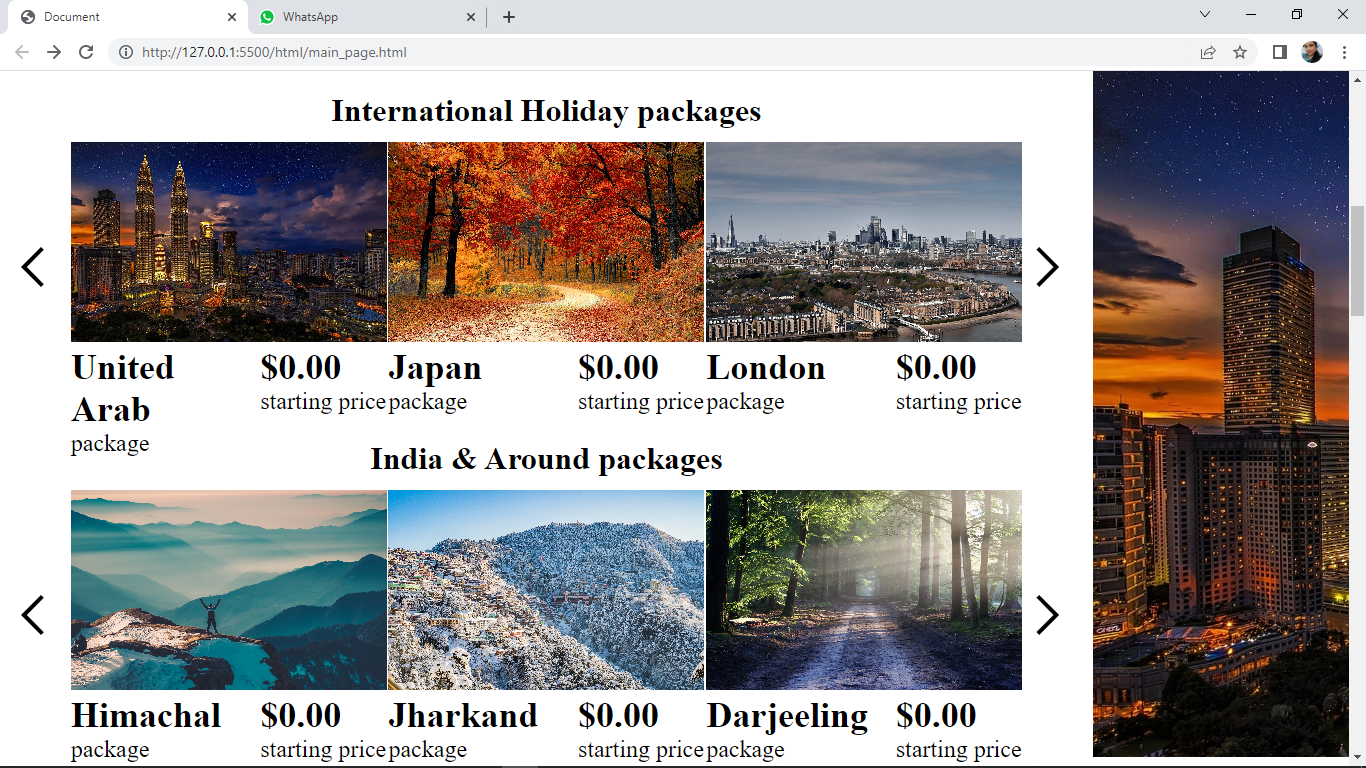 Document
WhatsApp
http://127.0.0.1:5500/html/main_page.html
International Holiday packages
United Arab
package
$0.00
starting price
Japan
package
$0.00
starting price
London
package
$0.00
starting price
India & Around packages
Himachal
package
$0.00
starting price
Jharkand
package
$0.00
starting price
Darjeeling
package
$0.00
starting price